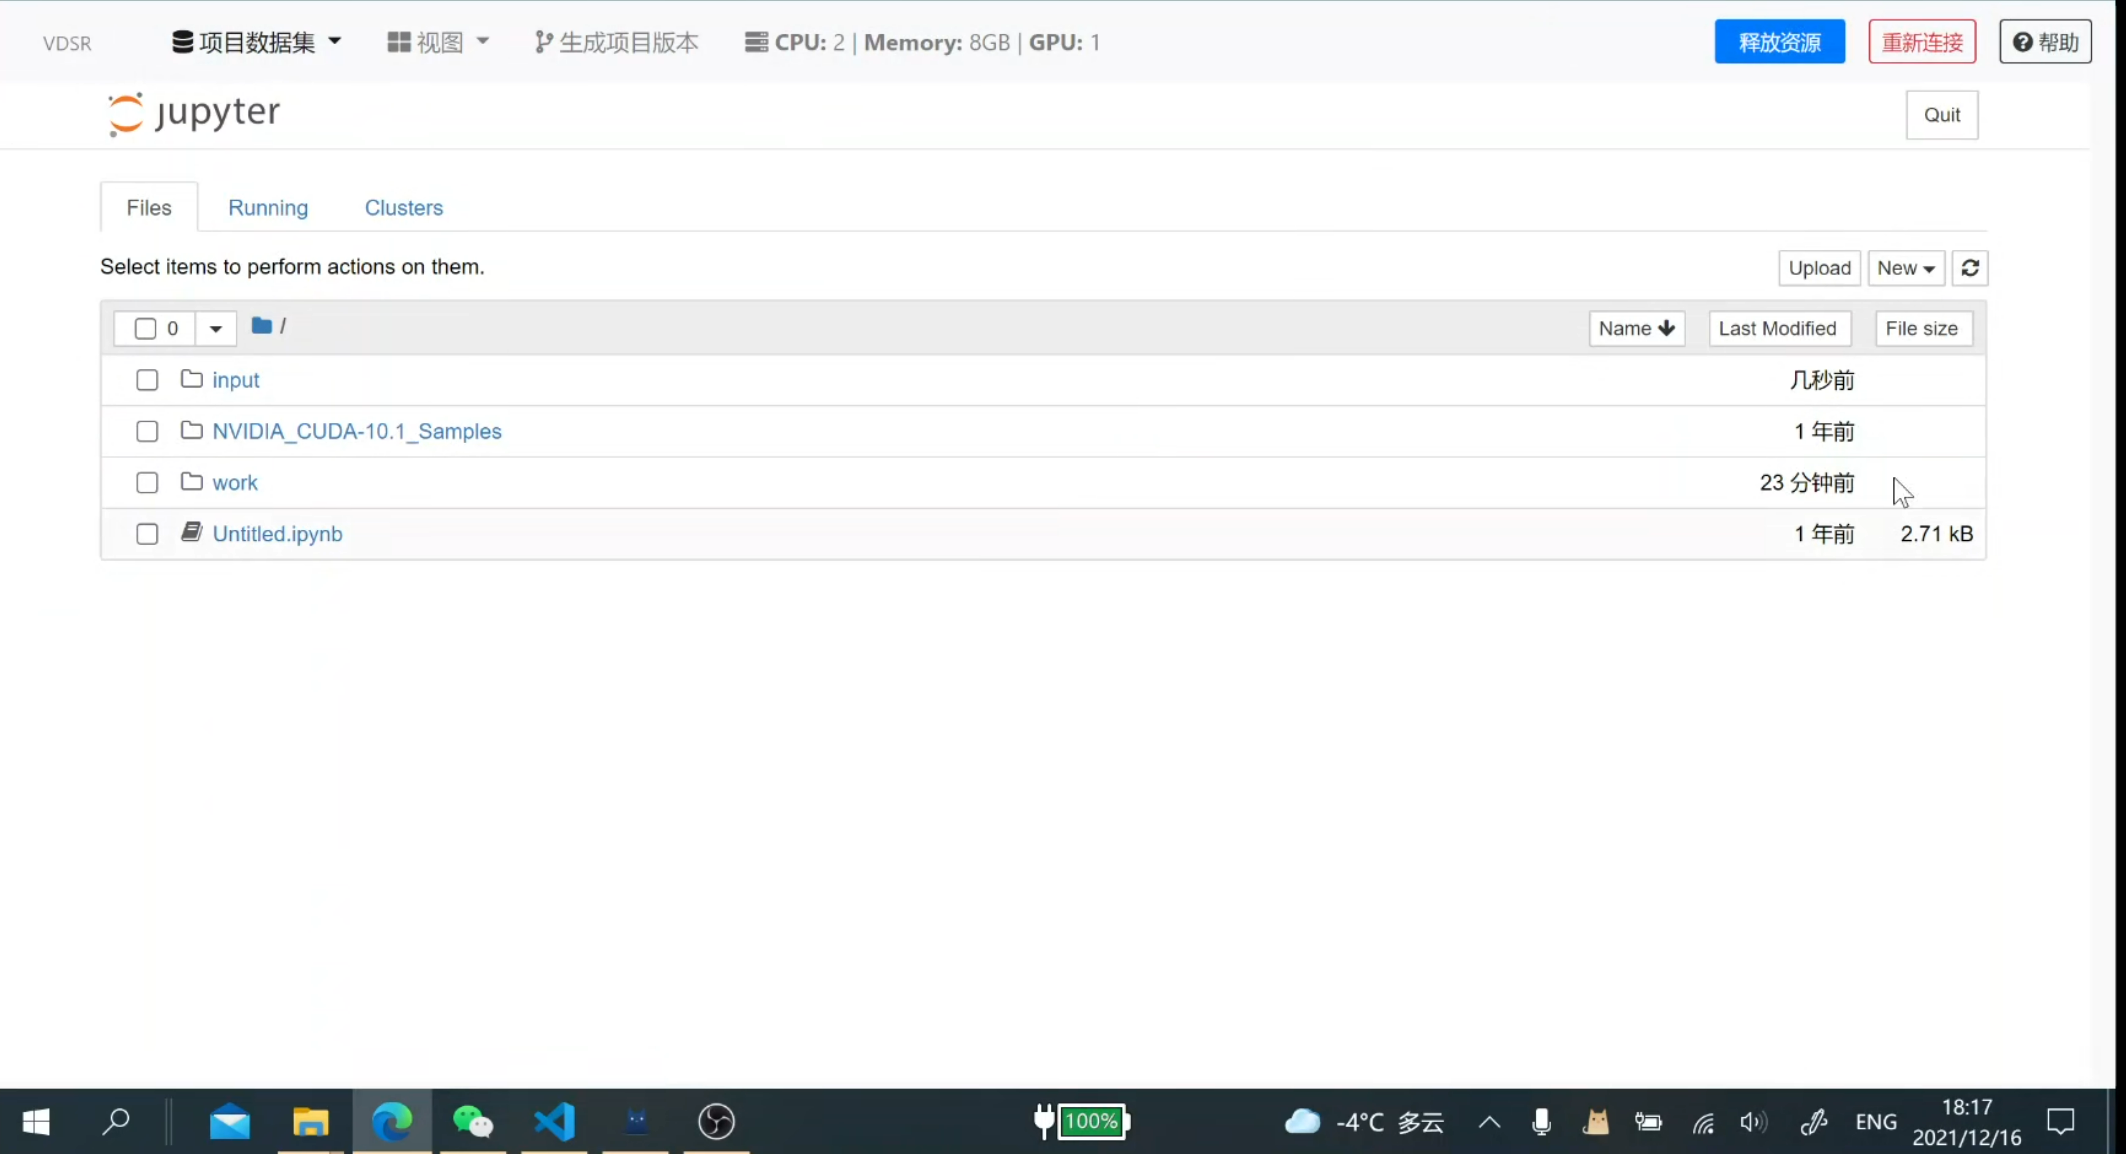 VDSR 项目数据集 视图 生成项目版本 CPU: 2 | Memory: 8GB | GPU: 1 释放资源 重新连接 帮助
jupyter Quit
Files Running Clusters
Select items to perform actions on them. Upload New
0 / Name Last Modified File size
input 几秒前
NVIDIA_CUDA-10.1_Samples 1 年前
work 23 分钟前
Untitled.ipynb 1 年前 2.71 kB
100% -4°C 多云 ENG 18:17
2021/12/16